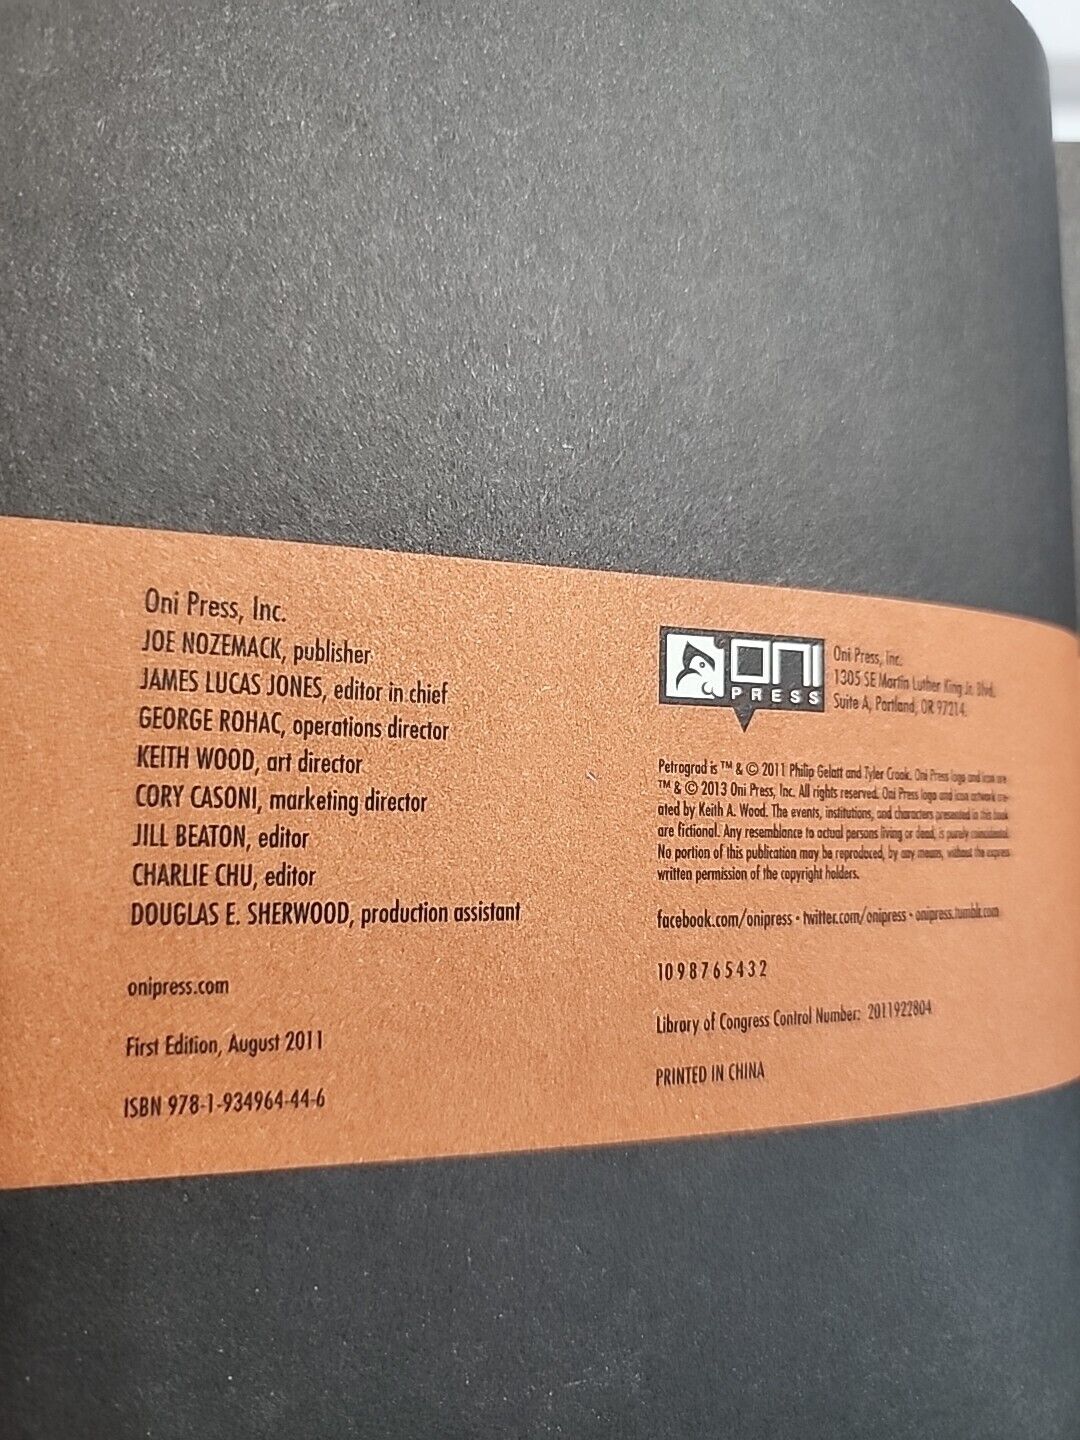 Oni Press, Inc.
JOE NOZEMACK, publisher
JAMES LUCAS JONES, editor in chief
GEORGE ROHAC, operations director
KEITH WOOD, art director
CORY CASONI, marketing director
JILL BEATON, editor
CHARLIE CHU, editor
DOUGLAS E. SHERWOOD, production assistant
onipress.com
First Edition, August 2011
ISBN 978-1-934964-44-6
ONI
PRESS
Oni Press, Inc.
1305 SE Martin Luther King Jr. Blvd.
Suite A, Portland, OR 97214
Petrograd is ™ & © 2011 Philip Gelatt and Tyler Crook. Oni Press logo and icon are
™ & © 2013 Oni Press, Inc. All rights reserved. Oni Press logo and icon artwork cre-
ated by Keith A. Wood. The events, institutions, and characters presented in this book
are fictional. Any resemblance to actual persons living or dead, is purely coincidental.
No portion of this publication may be reproduced, by any means, without the express
written permission of the copyright holders.
facebook.com/onipress • twitter.com/onipress • onipress.tumblr.com
10 9 8 7 6 5 4 3 2
Library of Congress Control Number: 2011922804
PRINTED IN CHINA